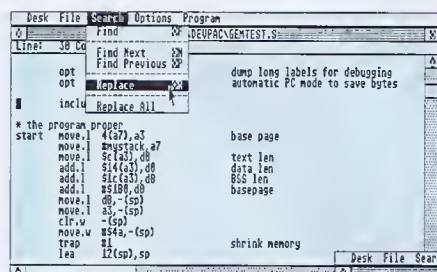 Desk File Search Options Program
DEVPAC\GEMTEST.S
Line: 30 Co
Find
Find Next
Find Previous
Replace
Replace All
opt dump long labels for debugging
opt automatic PC mode to save bytes
inclu
* the program proper
start move.l 4(a7),a3 base page
move.l #mystack,a7
move.l $c(a3),d0 text len
add.l $14(a3),d0 data len
add.l $1c(a3),d0 BSS len
add.l #$100,d0 basepage
move.l d0,-(sp)
move.l a3,-(sp)
clr.w -(sp)
move.w #$4a,-(sp)
trap #1 shrink memory
lea 12(sp),sp
Desk File Sear